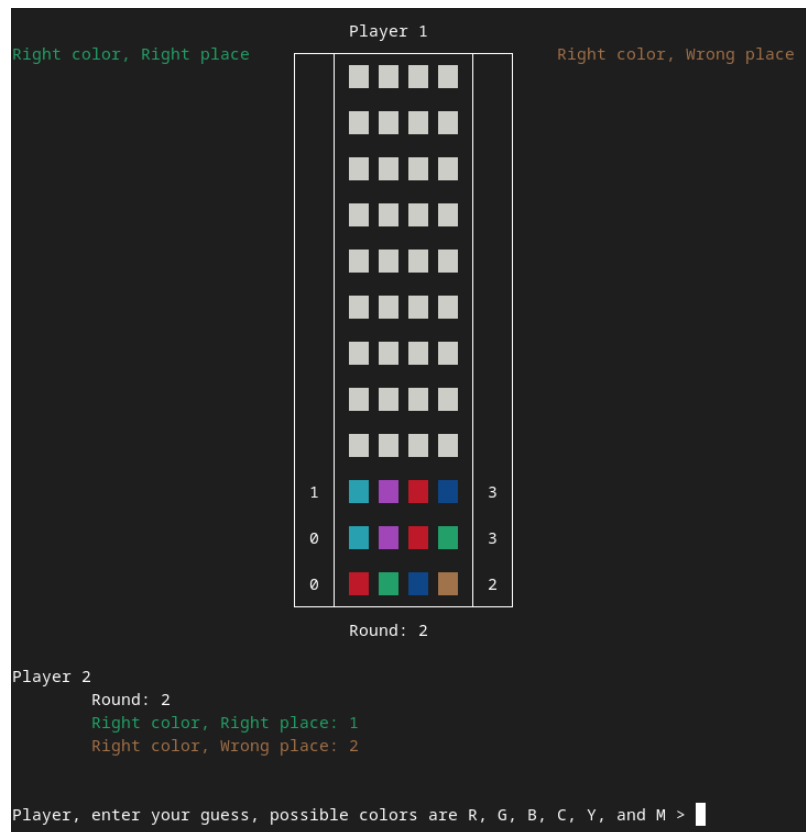 Player 1
Right color, Right place
Right color, Wrong place
1 3
0 3
0 2
Round: 2
Player 2
Round: 2
Right color, Right place: 1
Right color, Wrong place: 2
Player, enter your guess, possible colors are R, G, B, C, Y, and M >